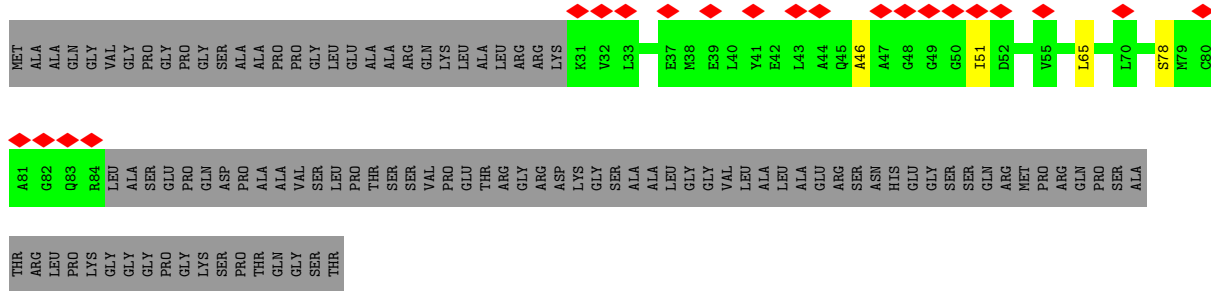 MET ALA ALA GLN GLY VAL GLY PRO GLY PRO GLY SER ALA ALA PRO PRO GLY LEU GLU ALA ALA ARG GLN LYS LEU ALA LEU ARG ARG LYS K31 V32 L33 E37 M38 E39 L40 Y41 E42 L43 A44 Q45 A46 A47 G48 G49 G50 I51 D52 V55 L65 L70 S78 M79 C80
A81 G82 Q83 R84 LEU ALA SER GLU PRO GLN ASP PRO ALA ALA VAL SER LEU PRO THR SER SER VAL PRO GLU THR ARG GLY ARG ASP LYS GLY SER ALA ALA LEU GLY GLY VAL LEU ALA LEU ALA GLU ARG SER ASN HIS GLU GLY SER SER GLN ARG MET PRO ARG GLN PRO SER ALA
THR ARG LEU PRO LYS GLY GLY GLY PRO GLY LYS SER PRO THR GLN GLY SER THR